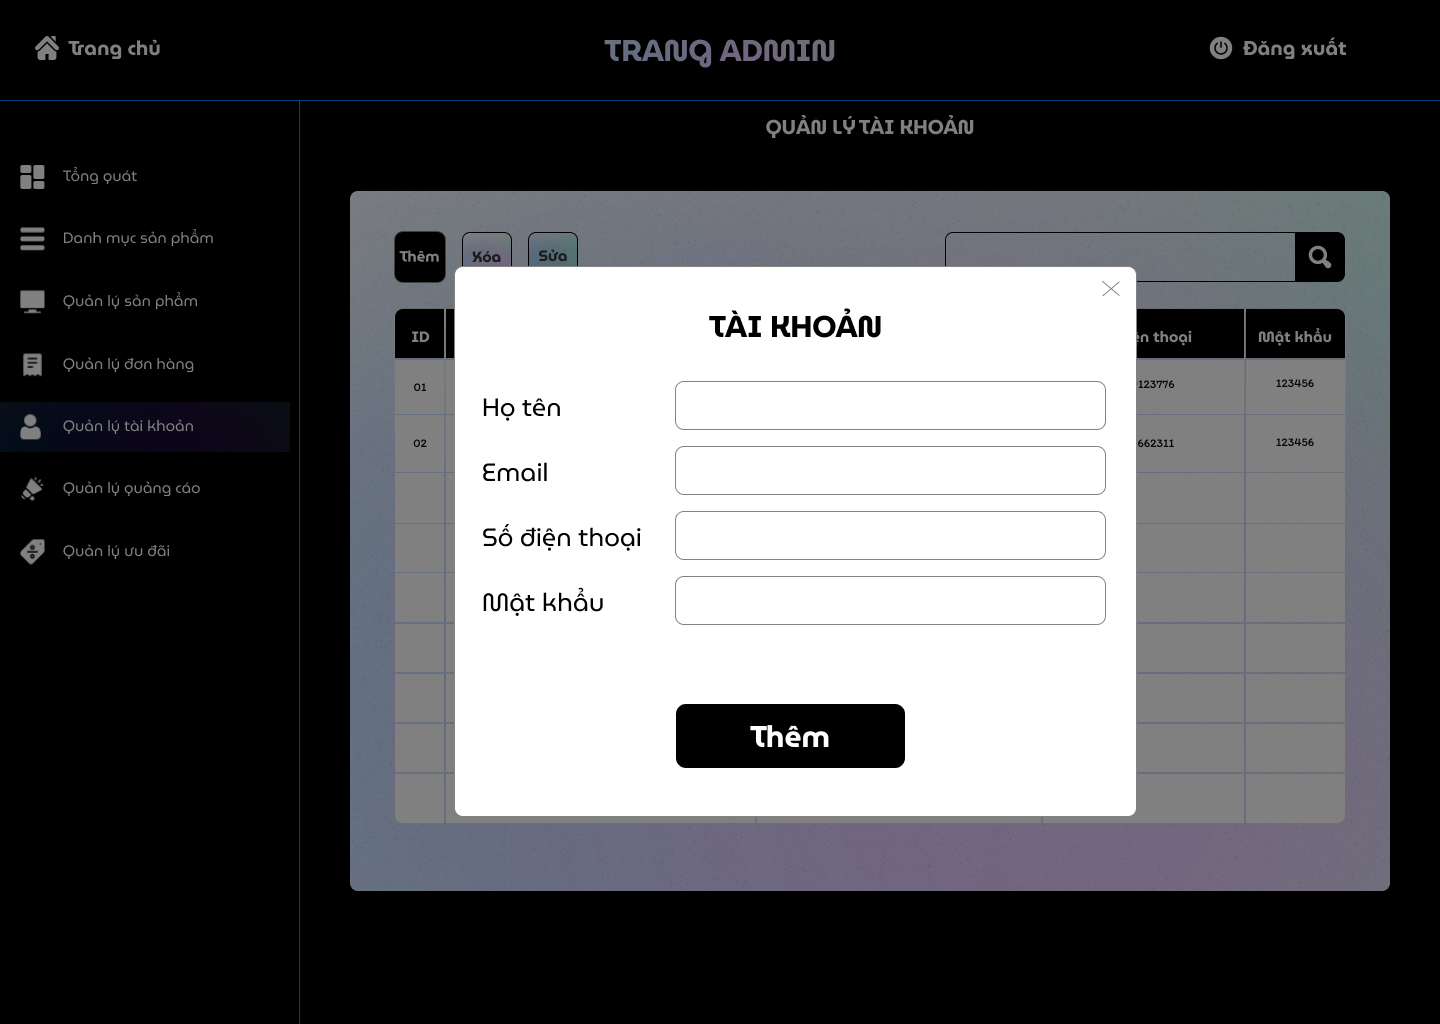 Trang chủ
TRANG ADMIN
Đăng xuất
QUẢN LÝ TÀI KHOẢN
Tổng quát
Danh mục sản phẩm
Quản lý sản phẩm
Quản lý đơn hàng
Quản lý tài khoản
Quản lý quảng cáo
Quản lý ưu đãi
Thêm
Xóa
Sửa
TÀI KHOẢN
ID
thoại
Mật khẩu
Họ tên
01
123776
123456
Email
02
662311
123456
Số điện thoại
Mật khẩu
Thêm